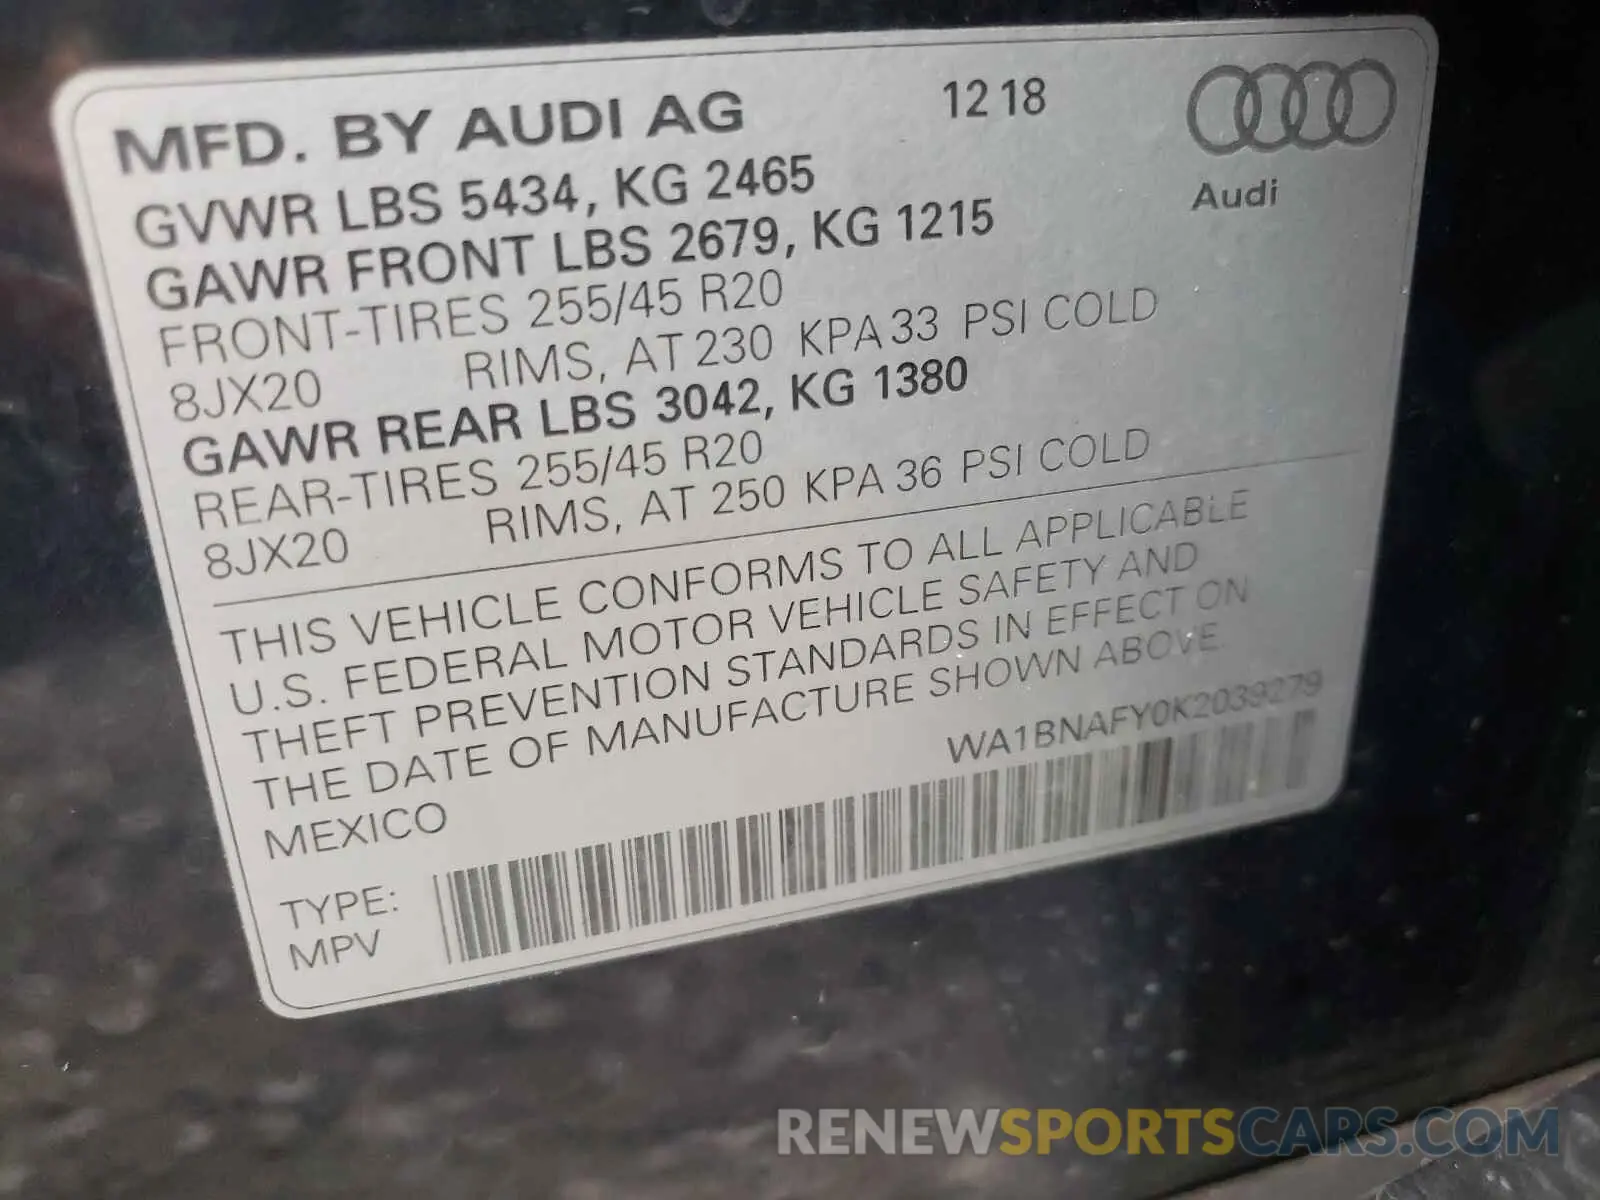 MFD. BY AUDI AG 12 18
GVWR LBS 5434, KG 2465
Audi
GAWR FRONT LBS 2679, KG 1215
FRONT-TIRES 255/45 R20
8JX20 RIMS, AT 230 KPA 33 PSI COLD
GAWR REAR LBS 3042, KG 1380
REAR-TIRES 255/45 R20
8JX20 RIMS, AT 250 KPA 36 PSI COLD
THIS VEHICLE CONFORMS TO ALL APPLICABLE
U.S. FEDERAL MOTOR VEHICLE SAFETY AND
THEFT PREVENTION STANDARDS IN EFFECT ON
THE DATE OF MANUFACTURE SHOWN ABOVE.
MEXICO WA1BNAFY0K2039279
TYPE:
MPV
RENEWSPORTSCARS.COM